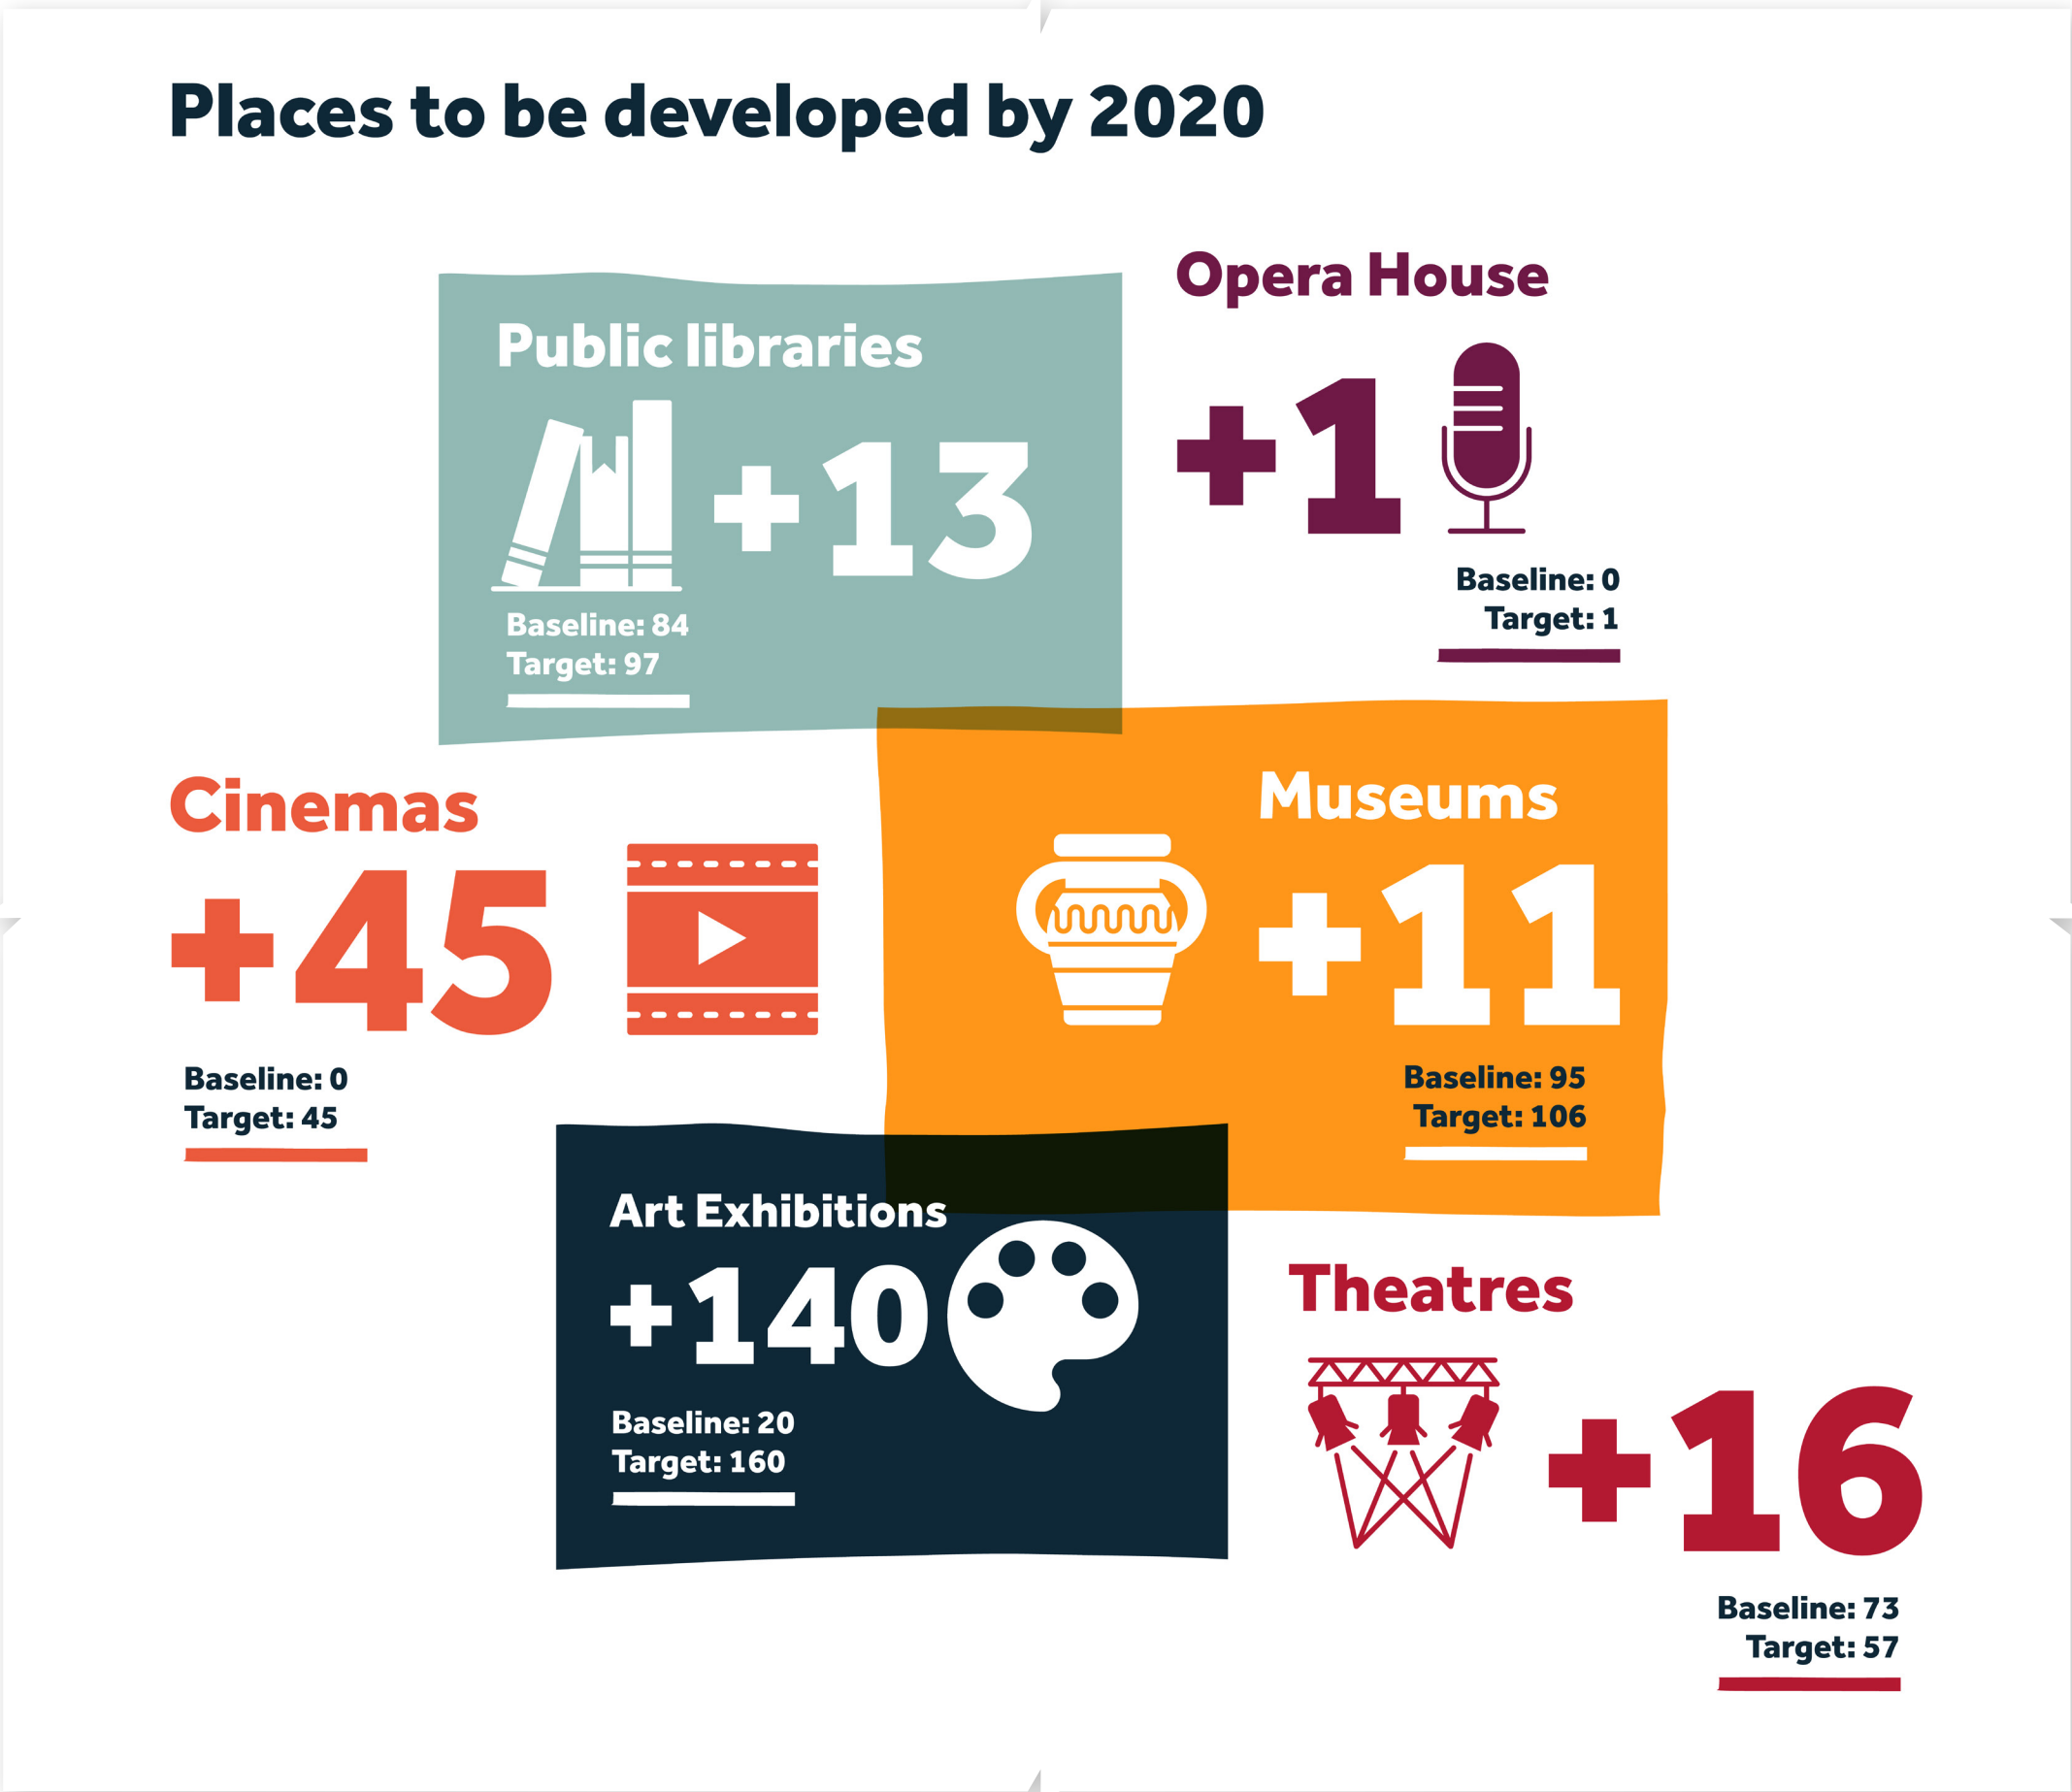 Places to be developed by 2020
Opera House
+1
Baseline: 0
Target: 1
Public libraries
+13
Baseline: 84
Target: 97
Cinemas
+45
Baseline: 0
Target: 45
Museums
+11
Baseline: 95
Target: 106
Art Exhibitions
+140
Baseline: 20
Target: 160
Theatres
+16
Baseline: 73
Target: 57